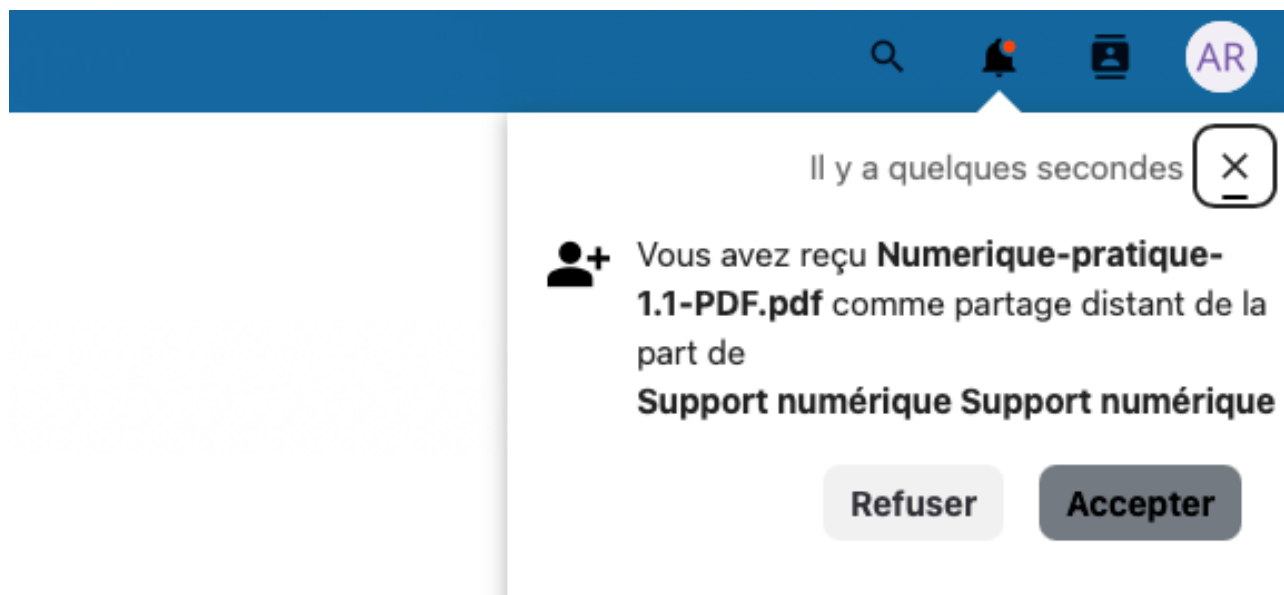 AR
Il y a quelques secondes
Vous avez reçu Numerique-pratique-
1.1-PDF.pdf comme partage distant de la
part de
Support numérique Support numérique
Refuser
Accepter